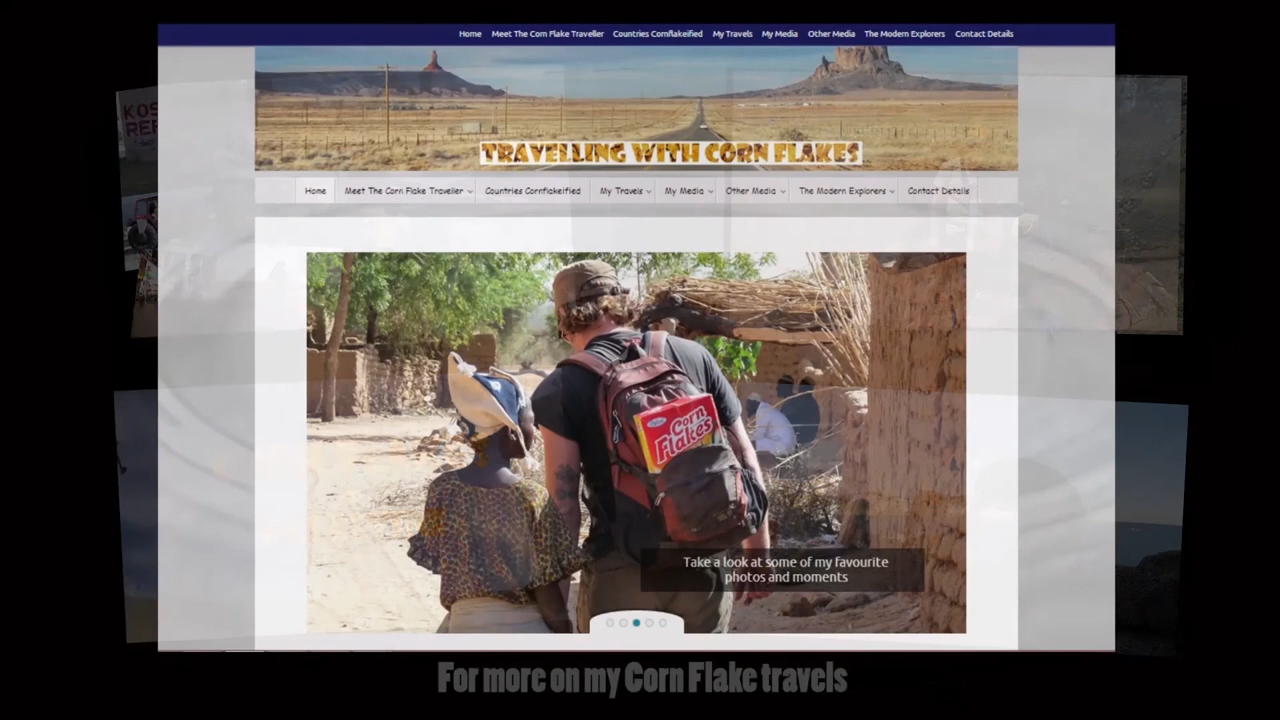 Home Meet The Corn Flake Traveller Countries Cornflakeified My Travels My Media Other Media The Modern Explorers Contact Details
TRAVELLING WITH CORN FLAKES
Home Meet The Corn Flake Traveller Countries Cornflakeified My Travels My Media Other Media The Modern Explorers Contact Details
Corn
Flakes
Take a look at some of my favourite
photos and moments
For more on my Corn Flake travels